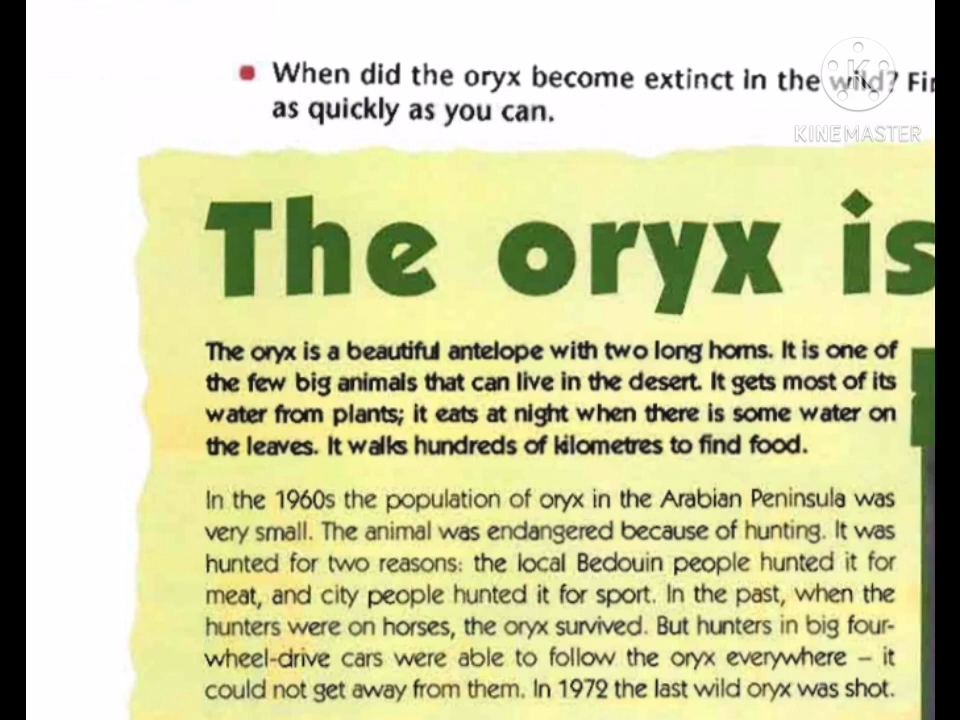 When did the oryx become extinct in the wild?
as quickly as you can.
KINEMASTER
The oryx is
The oryx is a beautiful antelope with two long horns. It is one of
the few big animals that can live in the desert. It gets most of its
water from plants; it eats at night when there is some water on
the leaves. It walks hundreds of kilometres to find food.
In the 1960s the population of oryx in the Arabian Peninsula was
very small. The animal was endangered because of hunting. It was
hunted for two reasons: the local Bedouin people hunted it for
meat, and city people hunted it for sport. In the past, when the
hunters were on horses, the oryx survived. But hunters in big four-
wheel-drive cars were able to follow the oryx everywhere – it
could not get away from them. In 1972 the last wild oryx was shot.